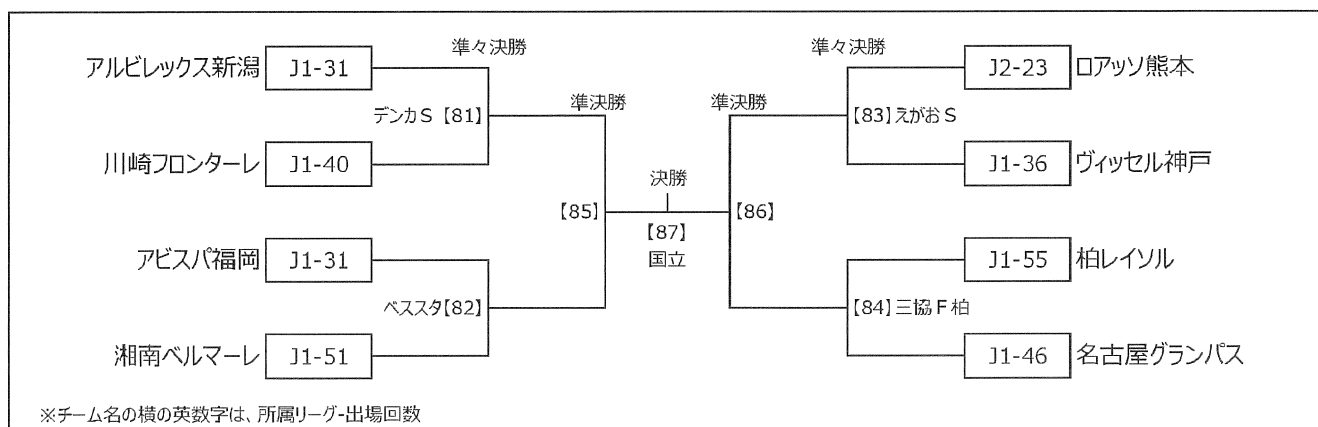 準々決勝
準々決勝
アルビレックス新潟 J1-31
J2-23 ロアッソ熊本
準決勝
準決勝
デンカS【81】
【83】えがおS
川崎フロンターレ J1-40
J1-36 ヴィッセル神戸
決勝
【85】
【86】
【87】
国立
アビスパ福岡 J1-31
J1-55 柏レイソル
ベススタ【82】
【84】三協F柏
湘南ベルマーレ J1-51
J1-46 名古屋グランパス
※チーム名の横の英数字は、所属リーグ-出場回数